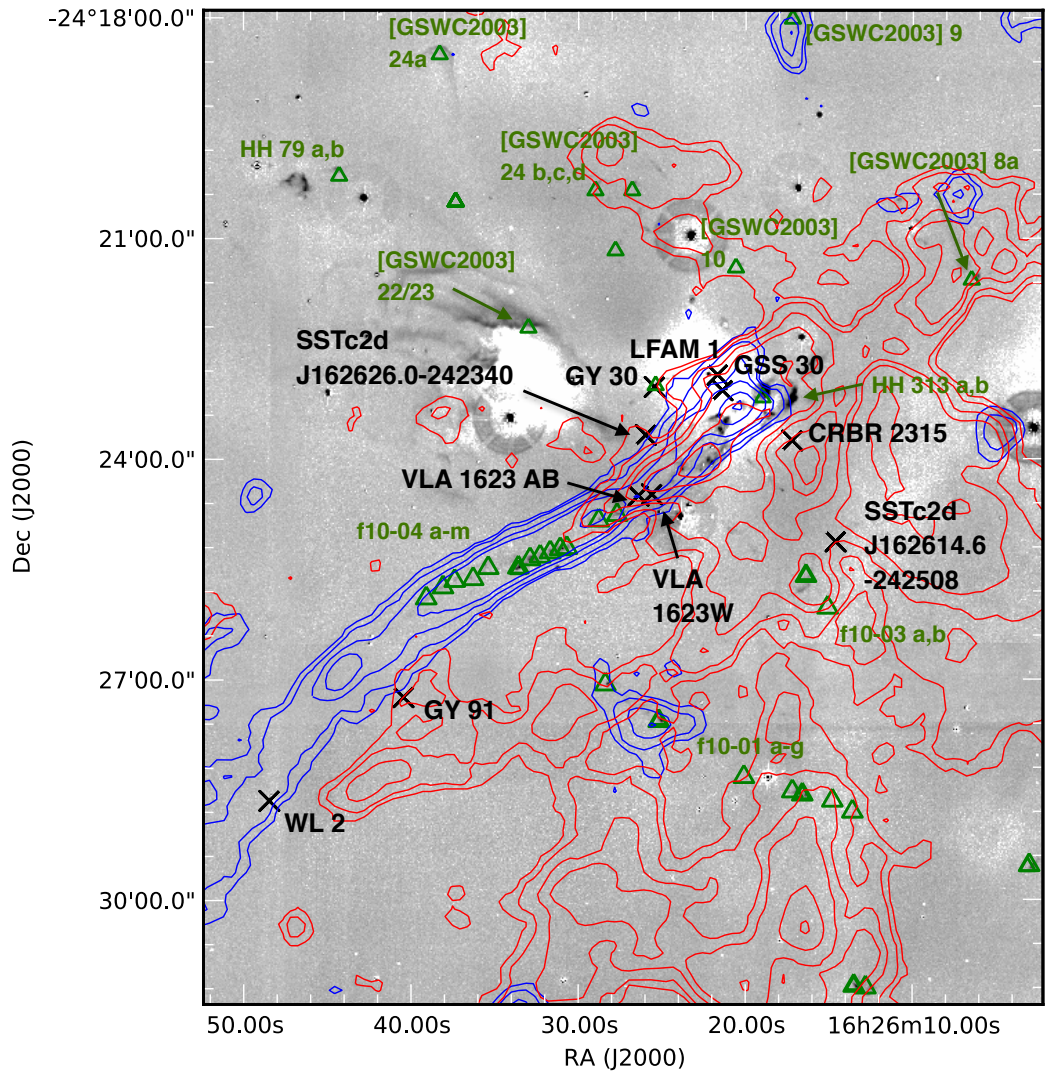 -24°18'00.0"
[GSWC2003]
24a
[GSWC2003] 9
HH 79 a,b
[GSWC2003]
24 b,c,d
[GSWC2003] 8a
21'00.0"
[GSWC2003]
10
[GSWC2003]
22/23
SSTc2d
J162626.0-242340
LFAM 1
GY 30
GSS 30
HH 313 a,b
CRBR 2315
24'00.0"
VLA 1623 AB
f10-04 a-m
SSTc2d
J162614.6
-242508
VLA
1623W
f10-03 a,b
27'00.0"
GY 91
f10-01 a-g
WL 2
30'00.0"
Dec (J2000)
50.00s
40.00s
30.00s
20.00s
16h26m10.00s
RA (J2000)